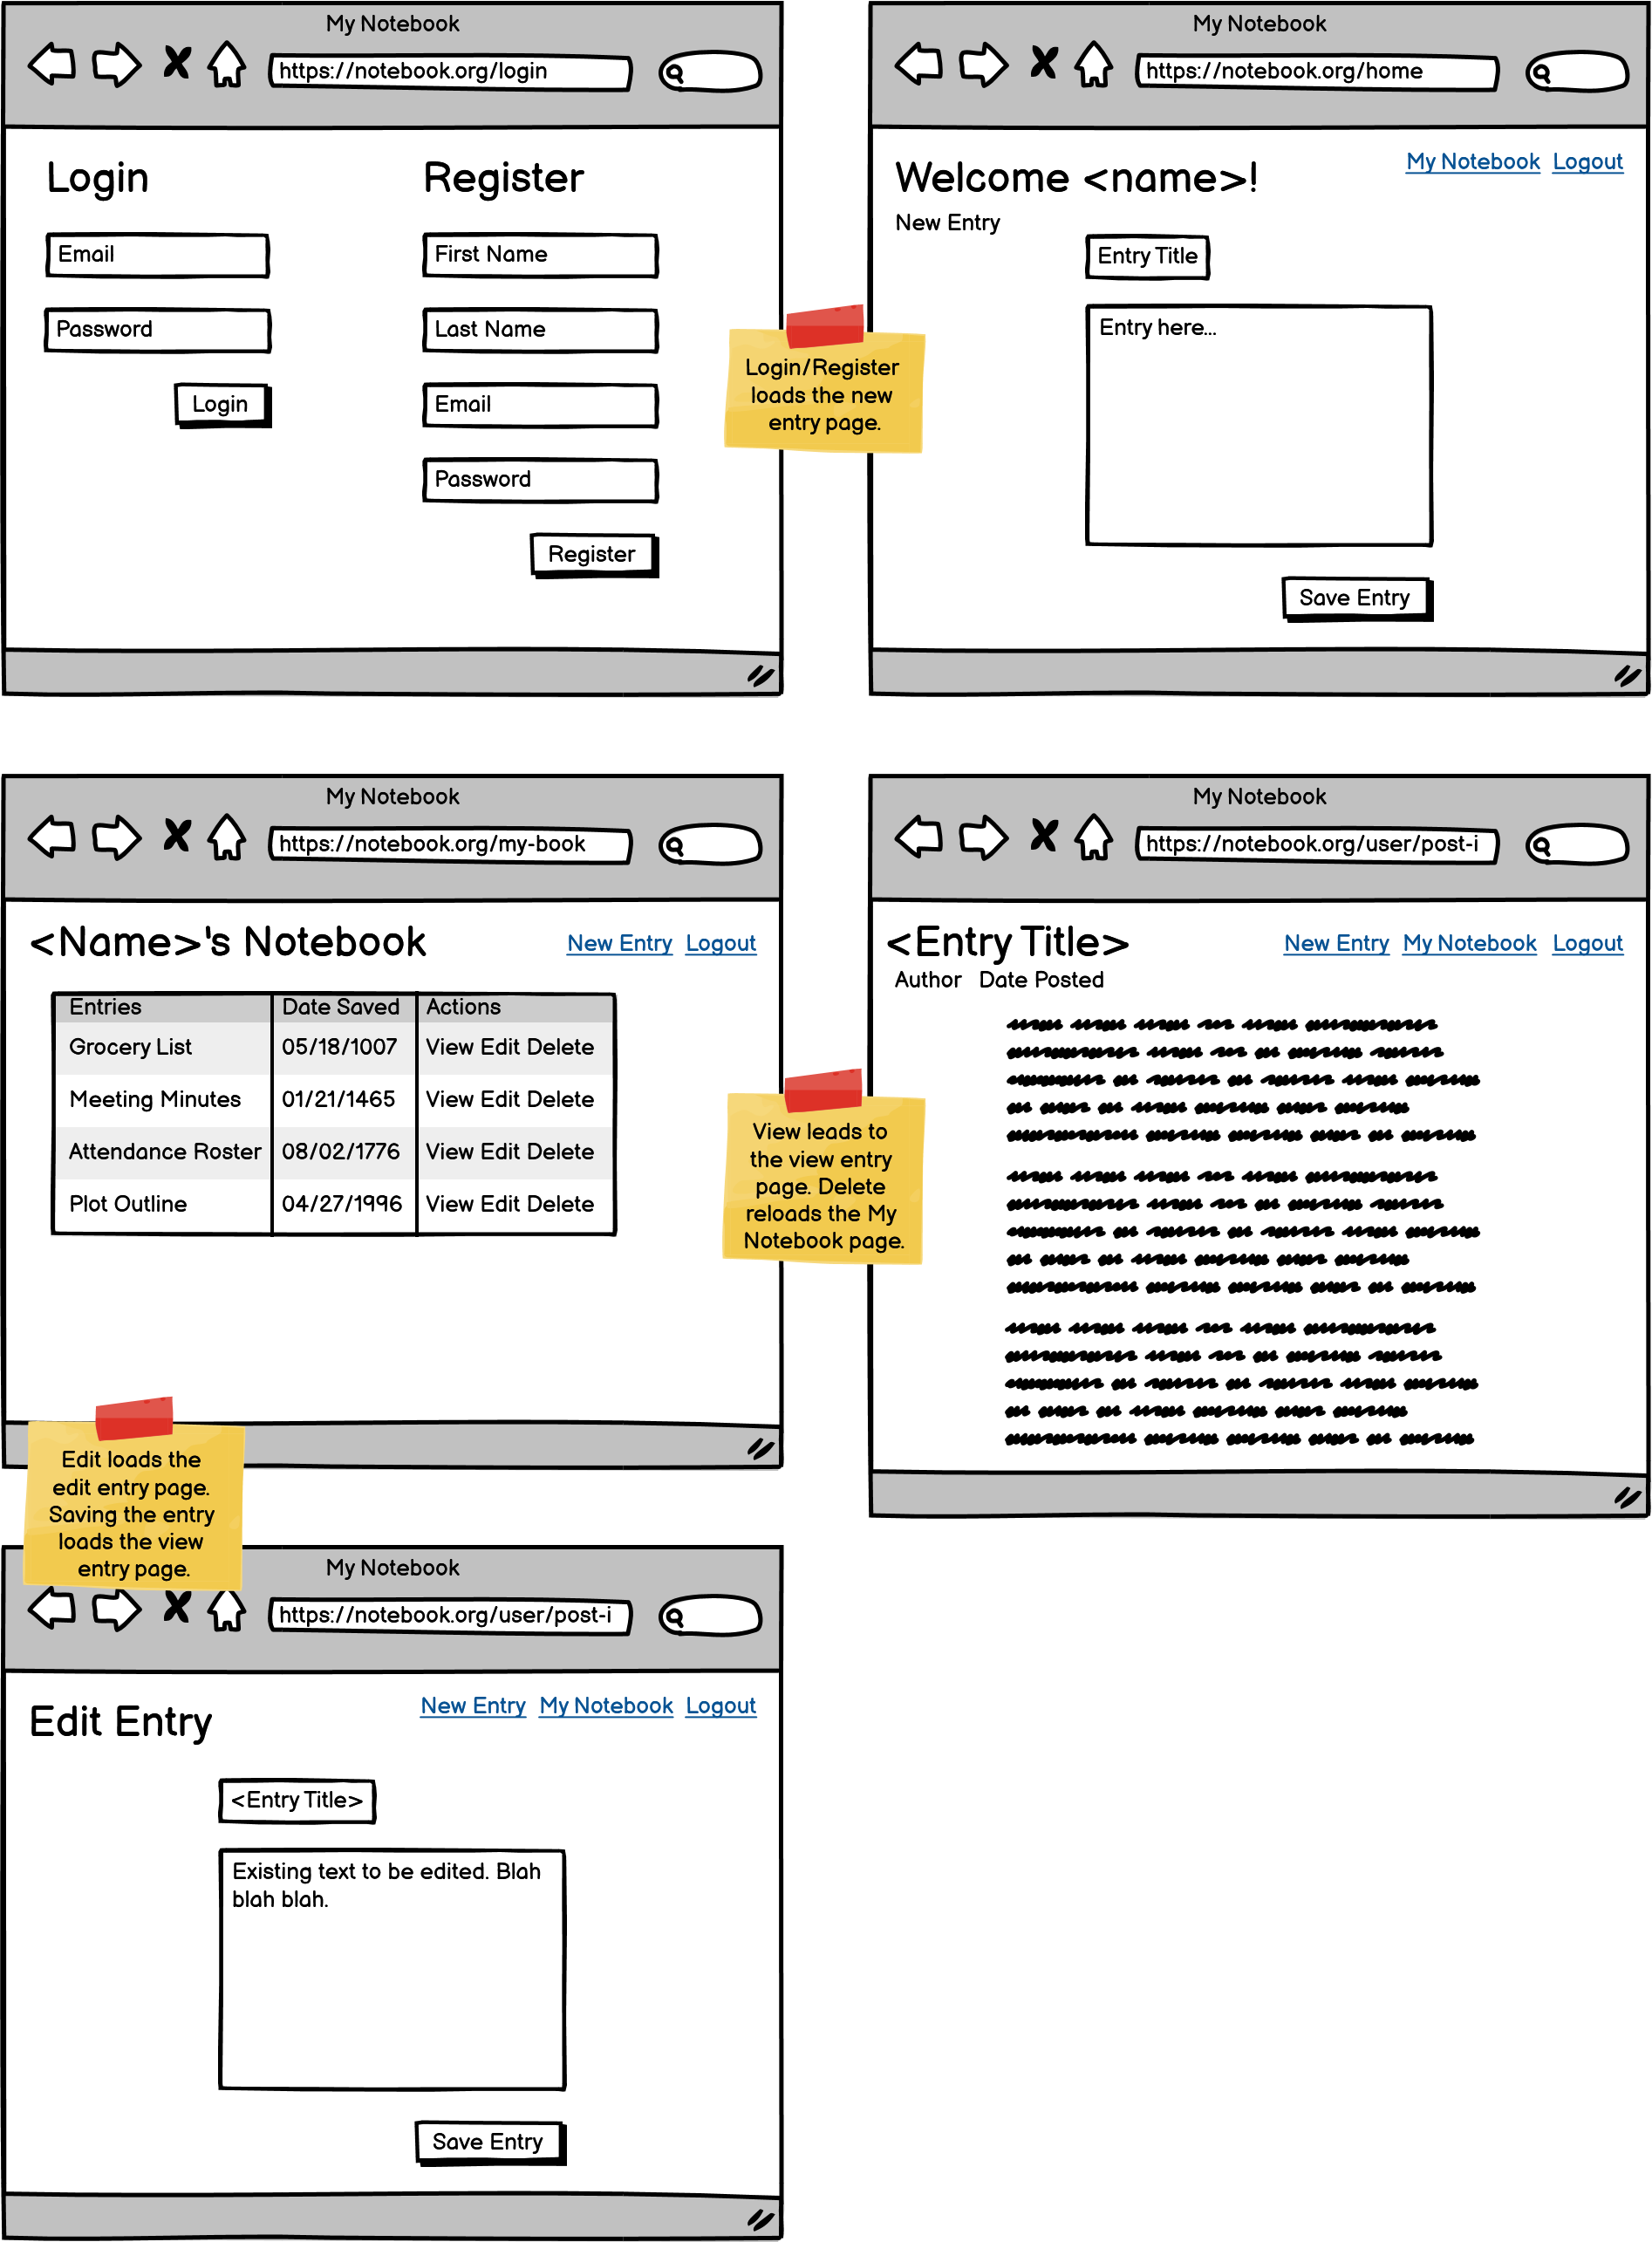 My Notebook
https://notebook.org/login
Login
Register
Email
First Name
Password
Last Name
Login
Email
Password
Register
Login/Register
loads the new
entry page.
My Notebook
https://notebook.org/home
My Notebook Logout
Welcome <name>!
New Entry
Entry Title
Entry here...
Save Entry
My Notebook
https://notebook.org/my-book
<Name>'s Notebook
New Entry Logout
Entries Date Saved Actions
Grocery List 05/18/1007 View Edit Delete
Meeting Minutes 01/21/1465 View Edit Delete
Attendance Roster 08/02/1776 View Edit Delete
Plot Outline 04/27/1996 View Edit Delete
View leads to
the view entry
page. Delete
reloads the My
Notebook page.
My Notebook
https://notebook.org/user/post-i
<Entry Title>
New Entry My Notebook Logout
Author Date Posted
Edit loads the
edit entry page.
Saving the entry
loads the view
entry page.
My Notebook
https://notebook.org/user/post-i
Edit Entry
New Entry My Notebook Logout
<Entry Title>
Existing text to be edited. Blah
blah blah.
Save Entry